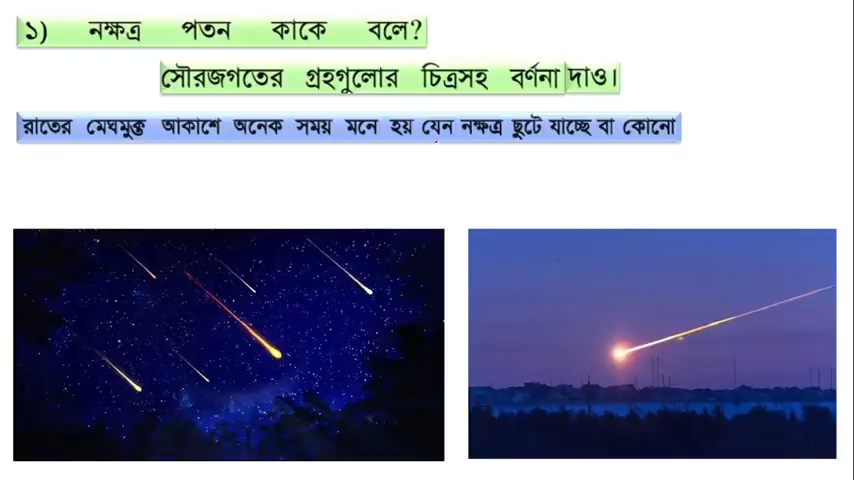 ১) নক্ষত্র পতন কাকে বলে?
সৌরজগতের গ্রহগুলোর চিত্রসহ বর্ণনা দাও।
রাতের মেঘমুক্ত আকাশে অনেক সময় মনে হয় যেন নক্ষত্র ছুটে যাচ্ছে বা কোনো